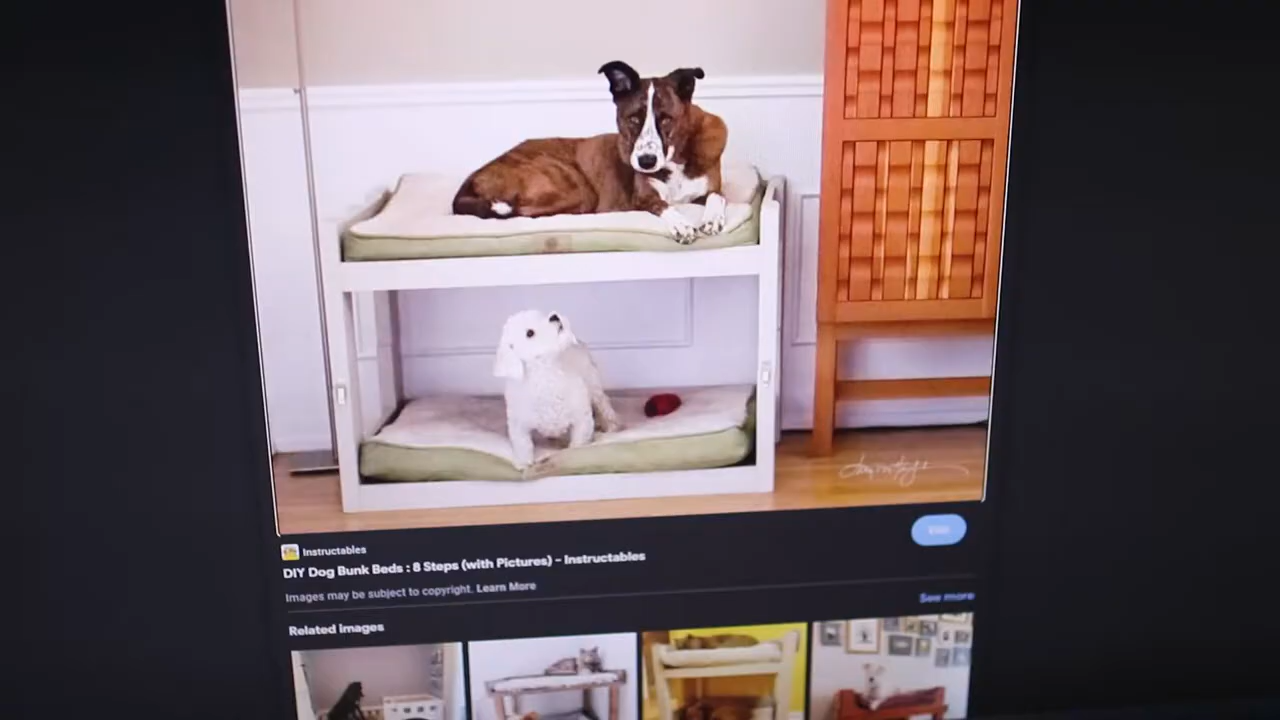 Instructables
DIY Dog Bunk Beds : 8 Steps (with Pictures) - Instructables
Images may be subject to copyright. Learn More
See more
Related images